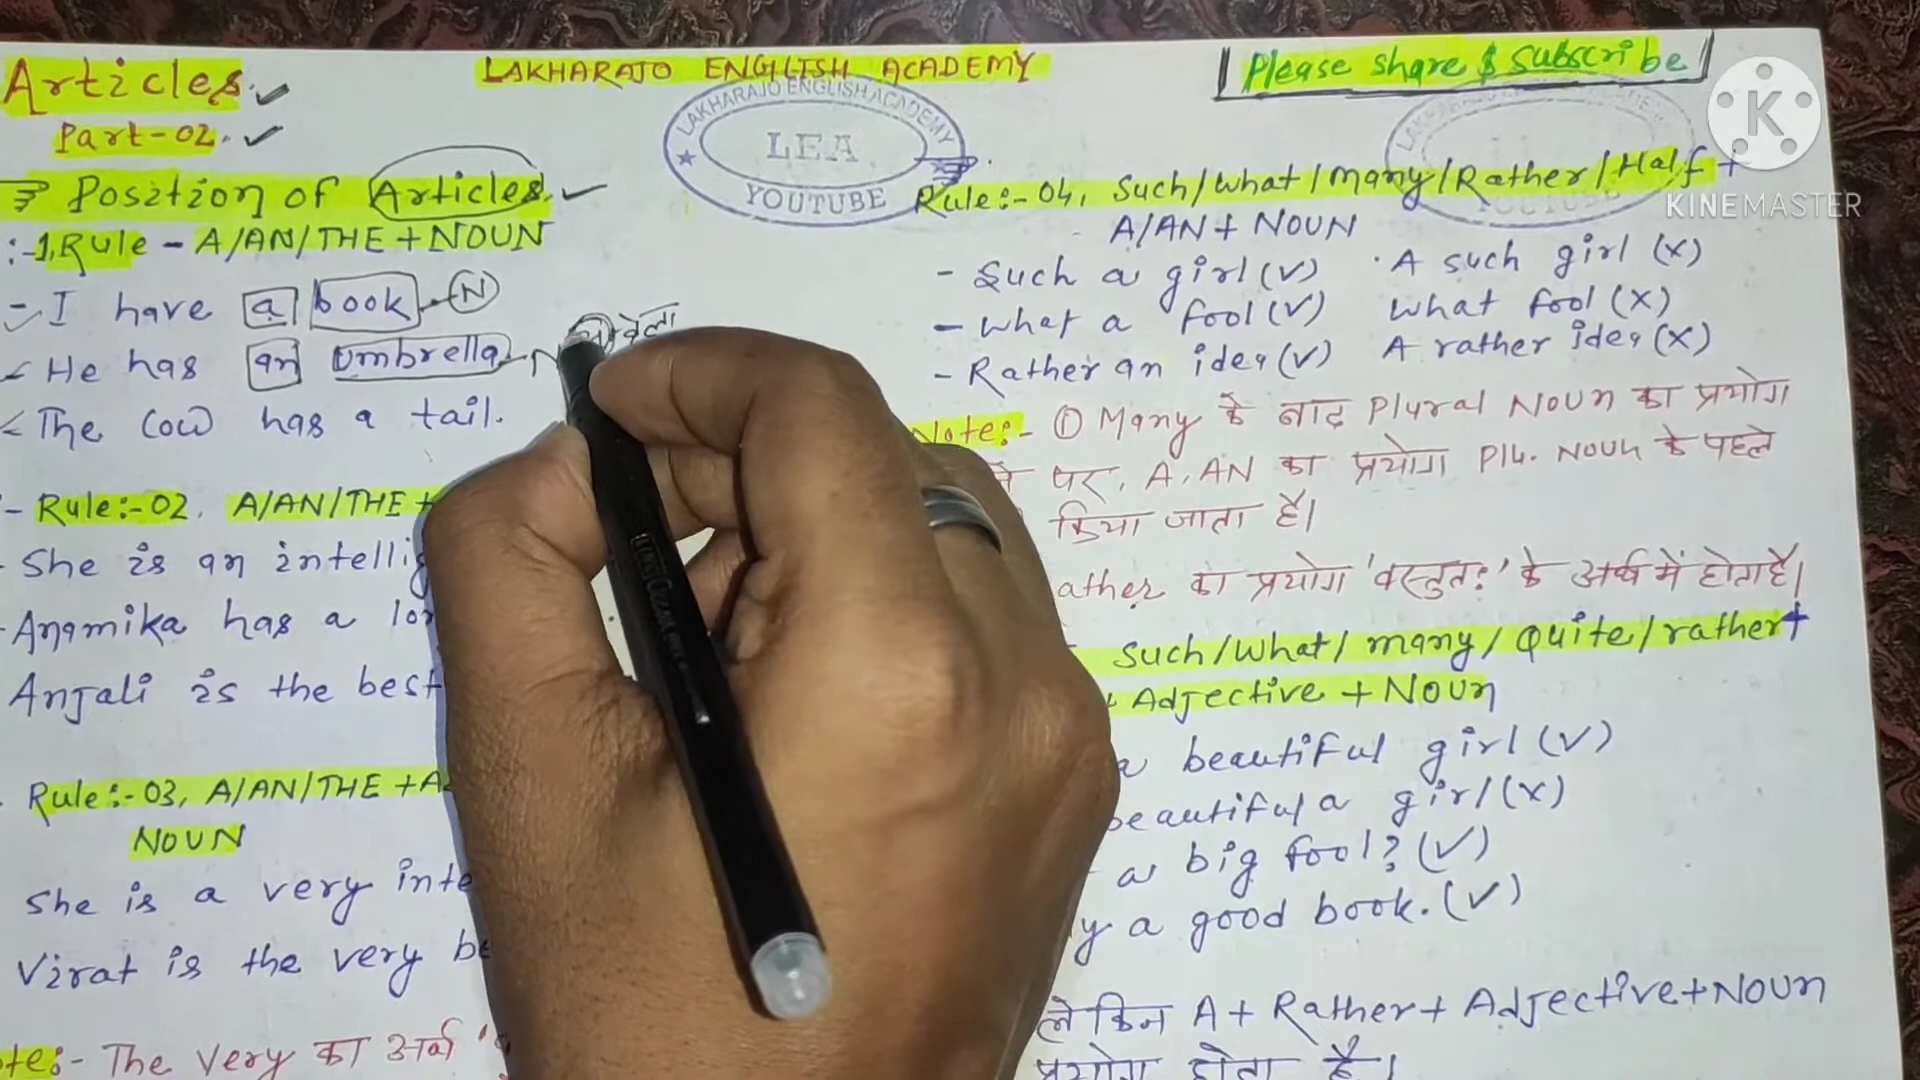 Articles.
Part-02.
LAKHARAJO ENGLISH ACADEMY
Please share & subscribe
LAKHARAJO ENGLISH ACADEMY
LEA
YOUTUBE
KINEMASTER
Position of Articles.
:-1. Rule - A/AN/THE + NOUN
- I have a book - N
He has an umbrella - N
The Cow has a tail.
- Rule:-02. A/AN/THE +
She is an intellig
Anamika has a lon
Anjali is the best
Rule:-03, A/AN/THE + Ad
NOUN
She is a very inte
Virat is the very be
ote:- The Very का अर्थ
Rule:-04, Such/what/many/Rather/Half +
A/AN + NOUN
- Such a girl (✓) · A such girl (x)
- What a fool (✓) What fool (x)
- Rather an idea (✓) A rather idea (x)
Note:- ① Many के बाद Plural Noun का प्रयोग
पर, A, AN का प्रयोग Plu. Noun के पहले
किया जाता है।
ather का प्रयोग 'वस्तुतः' के अर्थ में होता है।
Such/what/many/Quite/rather +
+ Adjective + Noun
a beautiful girl (✓)
beautiful a girl (x)
a big fool? (✓)
y a good book. (✓)
लेकिन A + Rather + Adjective + Noun
प्रयोग होता है।